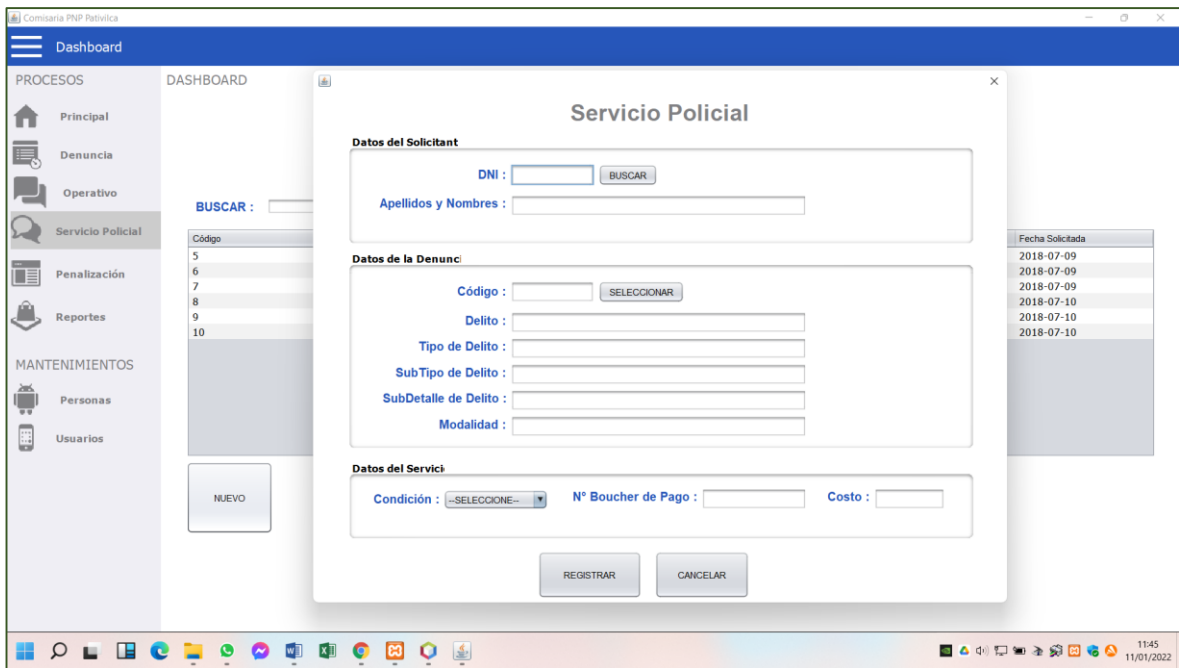 Comisaria PNP Pativilca
Dashboard
PROCESOS
Principal
Denuncia
Operativo
Servicio Policial
Penalización
Reportes
MANTENIMIENTOS
Personas
Usuarios
DASHBOARD
BUSCAR :
Código
5
6
7
8
9
10
NUEVO
Servicio Policial
Datos del Solicitant
DNI :
BUSCAR
Apellidos y Nombres :
Datos de la Denunci
Código :
SELECCIONAR
Delito :
Tipo de Delito :
SubTipo de Delito :
SubDetalle de Delito :
Modalidad :
Datos del Servici
Condición : --SELECCIONE-- N° Boucher de Pago : Costo :
REGISTRAR CANCELAR
Fecha Solicitada
2018-07-09
2018-07-09
2018-07-09
2018-07-10
2018-07-10
2018-07-10
11:45
11/01/2022